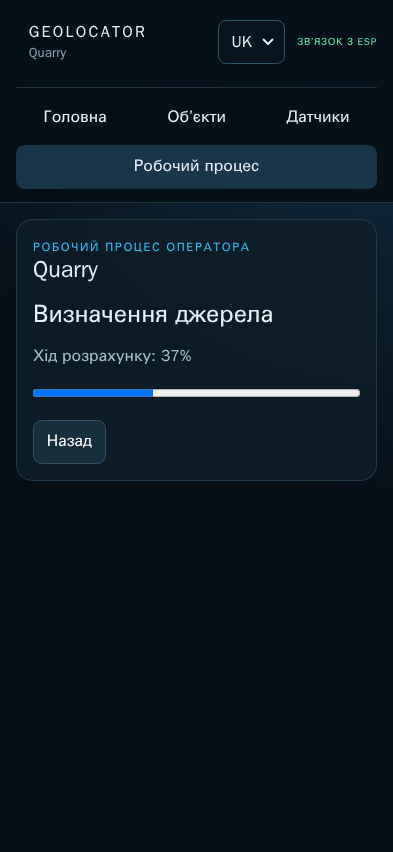 GEOLOCATOR
Quarry
UK
ЗВ'ЯЗОК З ESP
Головна
Об'єкти
Датчики
Робочий процес
РОБОЧИЙ ПРОЦЕС ОПЕРАТОРА
Quarry
Визначення джерела
Хід розрахунку: 37%
Назад